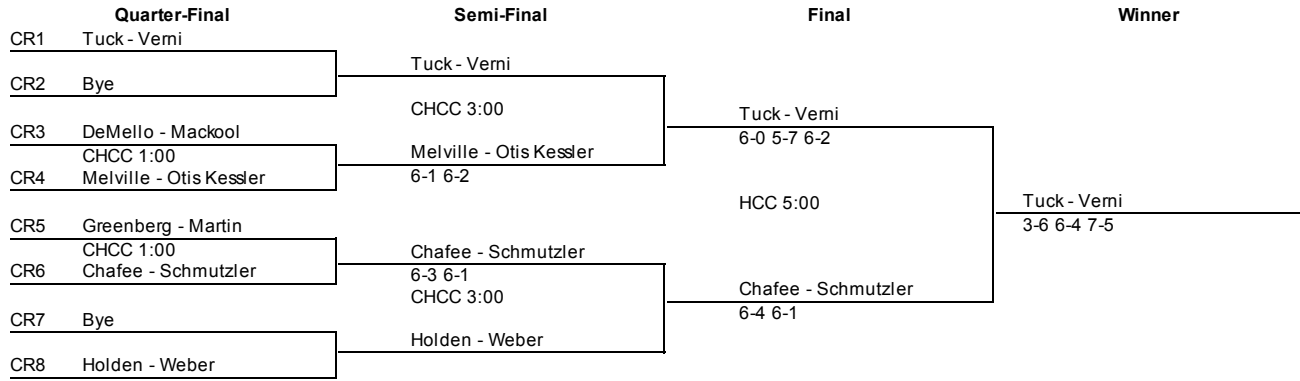 Quarter-Final Semi-Final Final Winner
CR1 Tuck - Verni
Tuck - Verni
CR2 Bye
CHCC 3:00
Tuck - Verni
CR3 DeMello - Mackool
6-0 5-7 6-2
CHCC 1:00
Melville - Otis Kessler
CR4 Melville - Otis Kessler
6-1 6-2
HCC 5:00
Tuck - Verni
CR5 Greenberg - Martin
3-6 6-4 7-5
CHCC 1:00
Chafee - Schmutzler
CR6 Chafee - Schmutzler
6-3 6-1
CHCC 3:00
Chafee - Schmutzler
6-4 6-1
CR7 Bye
Holden - Weber
CR8 Holden - Weber